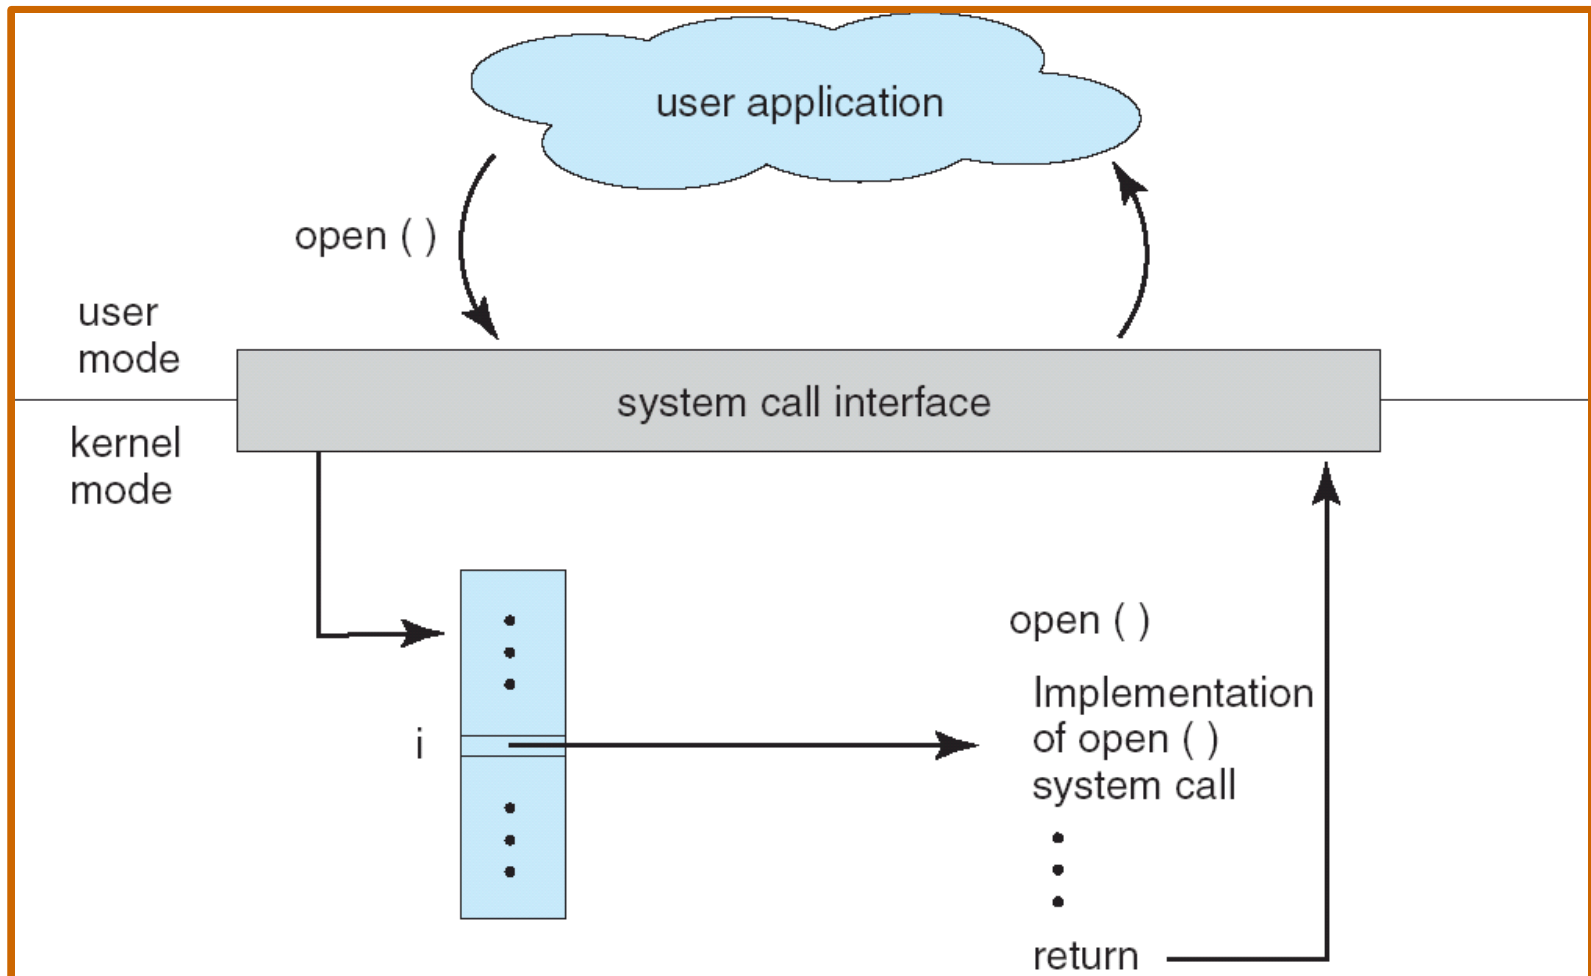 user application
open ( )
user
mode
system call interface
kernel
mode
open ( )
Implementation
of open ( )
system call
i
return